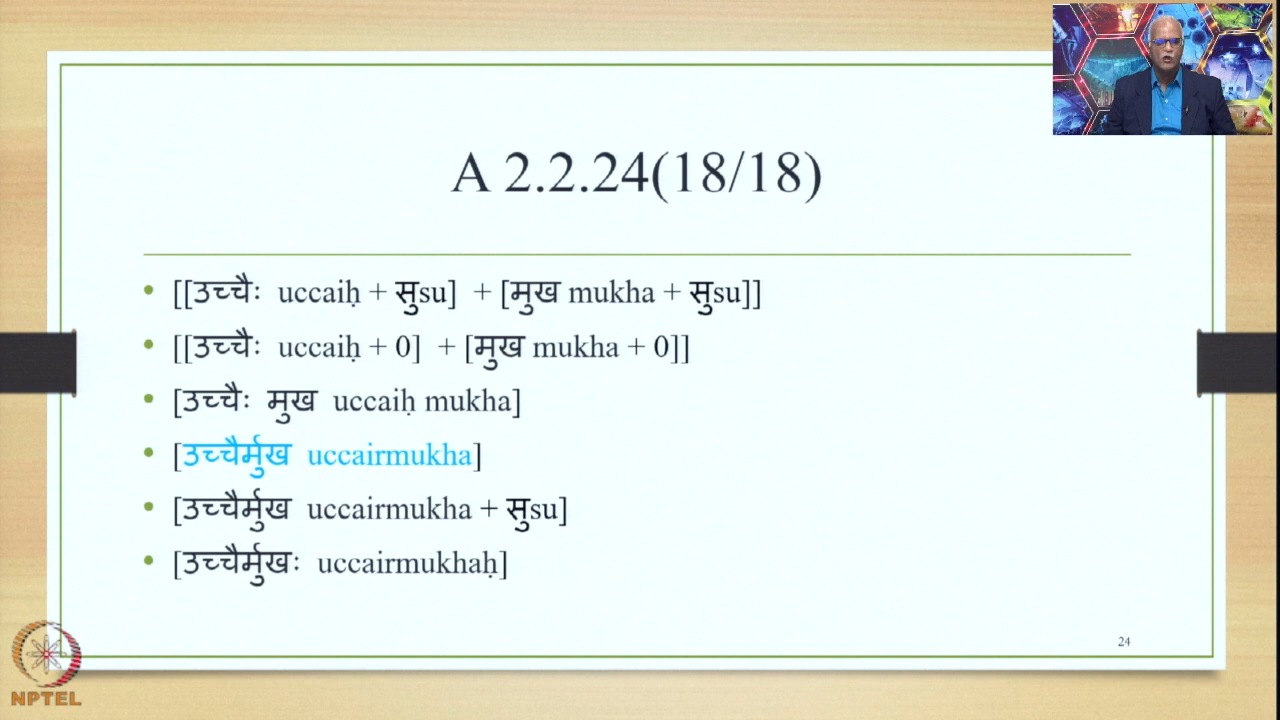 A 2.2.24(18/18)
• [[उच्चैः uccaiḥ + सुsu] + [मुख mukha + सुsu]]
• [[उच्चैः uccaiḥ + 0] + [मुख mukha + 0]]
• [उच्चैः मुख uccaiḥ mukha]
• [उच्चैर्मुख uccairmukha]
• [उच्चैर्मुख uccairmukha + सुsu]
• [उच्चैर्मुखः uccairmukhaḥ]
24
NPTEL